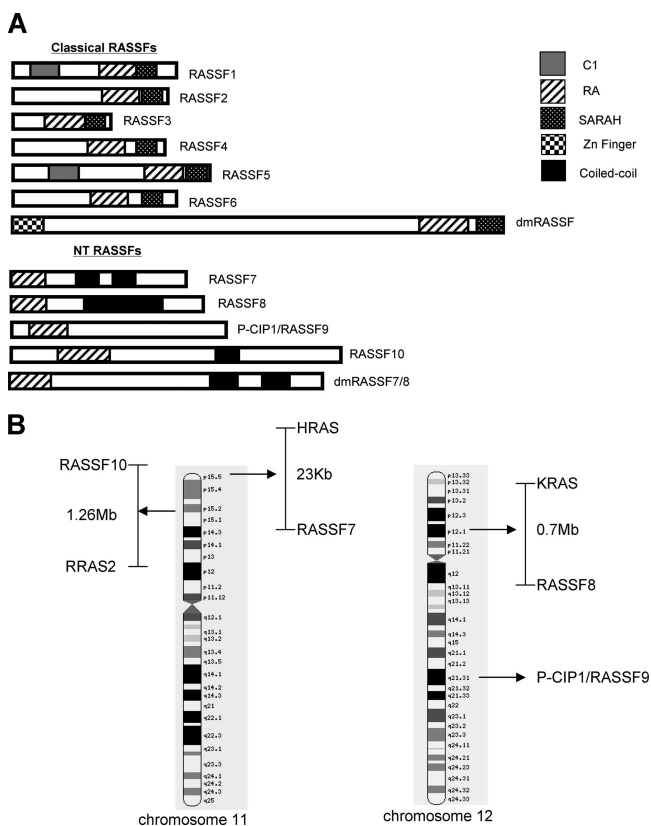 A
Classical RASSFs
RASSF1
RASSF2
RASSF3
RASSF4
RASSF5
RASSF6
dmRASSF
C1
RA
SARAH
Zn Finger
Coiled-coil
NT RASSFs
RASSF7
RASSF8
P-CIP1/RASSF9
RASSF10
dmRASSF7/8
B
HRAS
23Kb
RASSF7
RASSF10
1.26Mb
RRAS2
p15.5
p15.4
p15.2
p15.1
p14.3
p14.1
p13
p12
p11.2
p11.12
q12.1
q13.1
q13.2
q13.4
q13.5
q14.1
q14.2
q14.3
q21
q22.1
q22.3
q23.1
q23.3
q24.1
q24.2
q24.3
q25
chromosome 11
p13.33
p13.32
p13.31
p13.2
p12.3
p12.1
p11.22
p11.21
q12
q13.11
q13.12
q13.13
q14.1
q14.3
q15
q21.1
q21.2
q21.31
q21.32
q21.33
q22
q23.1
q23.2
q23.3
q24.11
q24.21
q24.23
q24.31
q24.32
q24.33
chromosome 12
KRAS
0.7Mb
RASSF8
P-CIP1/RASSF9